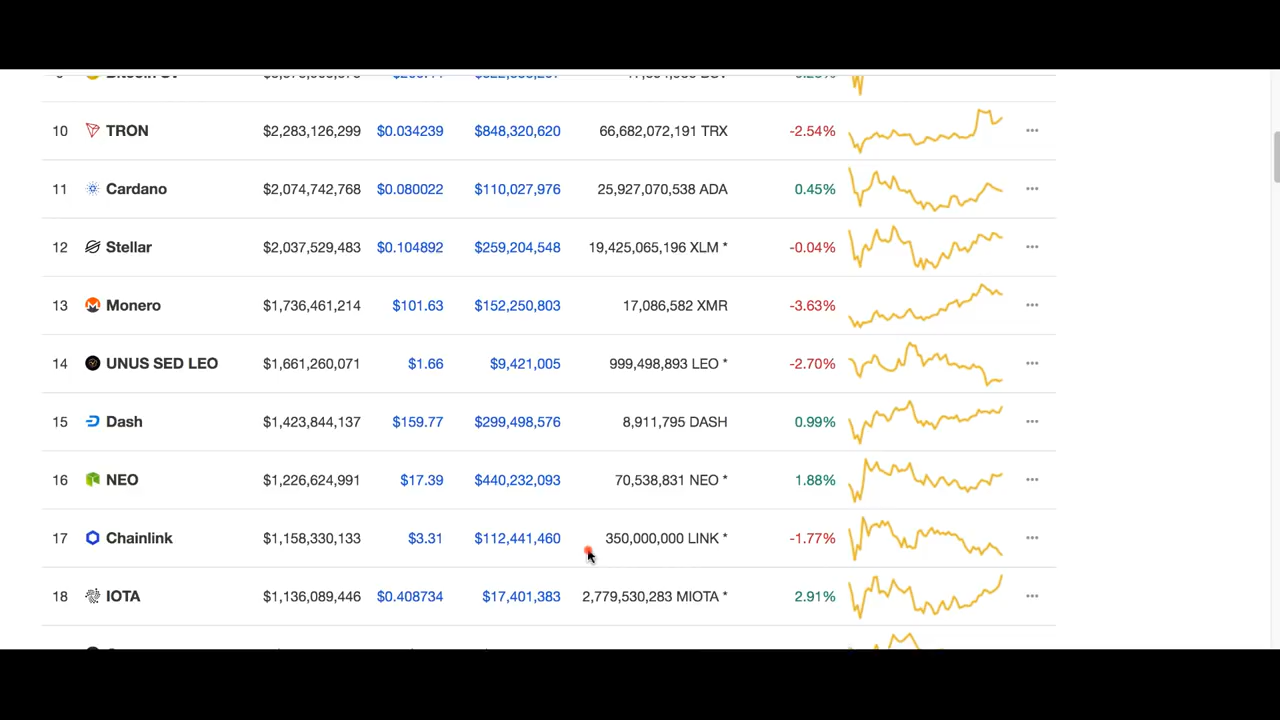 10 TRON $2,283,126,299 $0.034239 $848,320,620 66,682,072,191 TRX -2.54%
11 Cardano $2,074,742,768 $0.080022 $110,027,976 25,927,070,538 ADA 0.45%
12 Stellar $2,037,529,483 $0.104892 $259,204,548 19,425,065,196 XLM * -0.04%
13 Monero $1,736,461,214 $101.63 $152,250,803 17,086,582 XMR -3.63%
14 UNUS SED LEO $1,661,260,071 $1.66 $9,421,005 999,498,893 LEO * -2.70%
15 Dash $1,423,844,137 $159.77 $299,498,576 8,911,795 DASH 0.99%
16 NEO $1,226,624,991 $17.39 $440,232,093 70,538,831 NEO * 1.88%
17 Chainlink $1,158,330,133 $3.31 $112,441,460 350,000,000 LINK * -1.77%
18 IOTA $1,136,089,446 $0.408734 $17,401,383 2,779,530,283 MIOTA * 2.91%